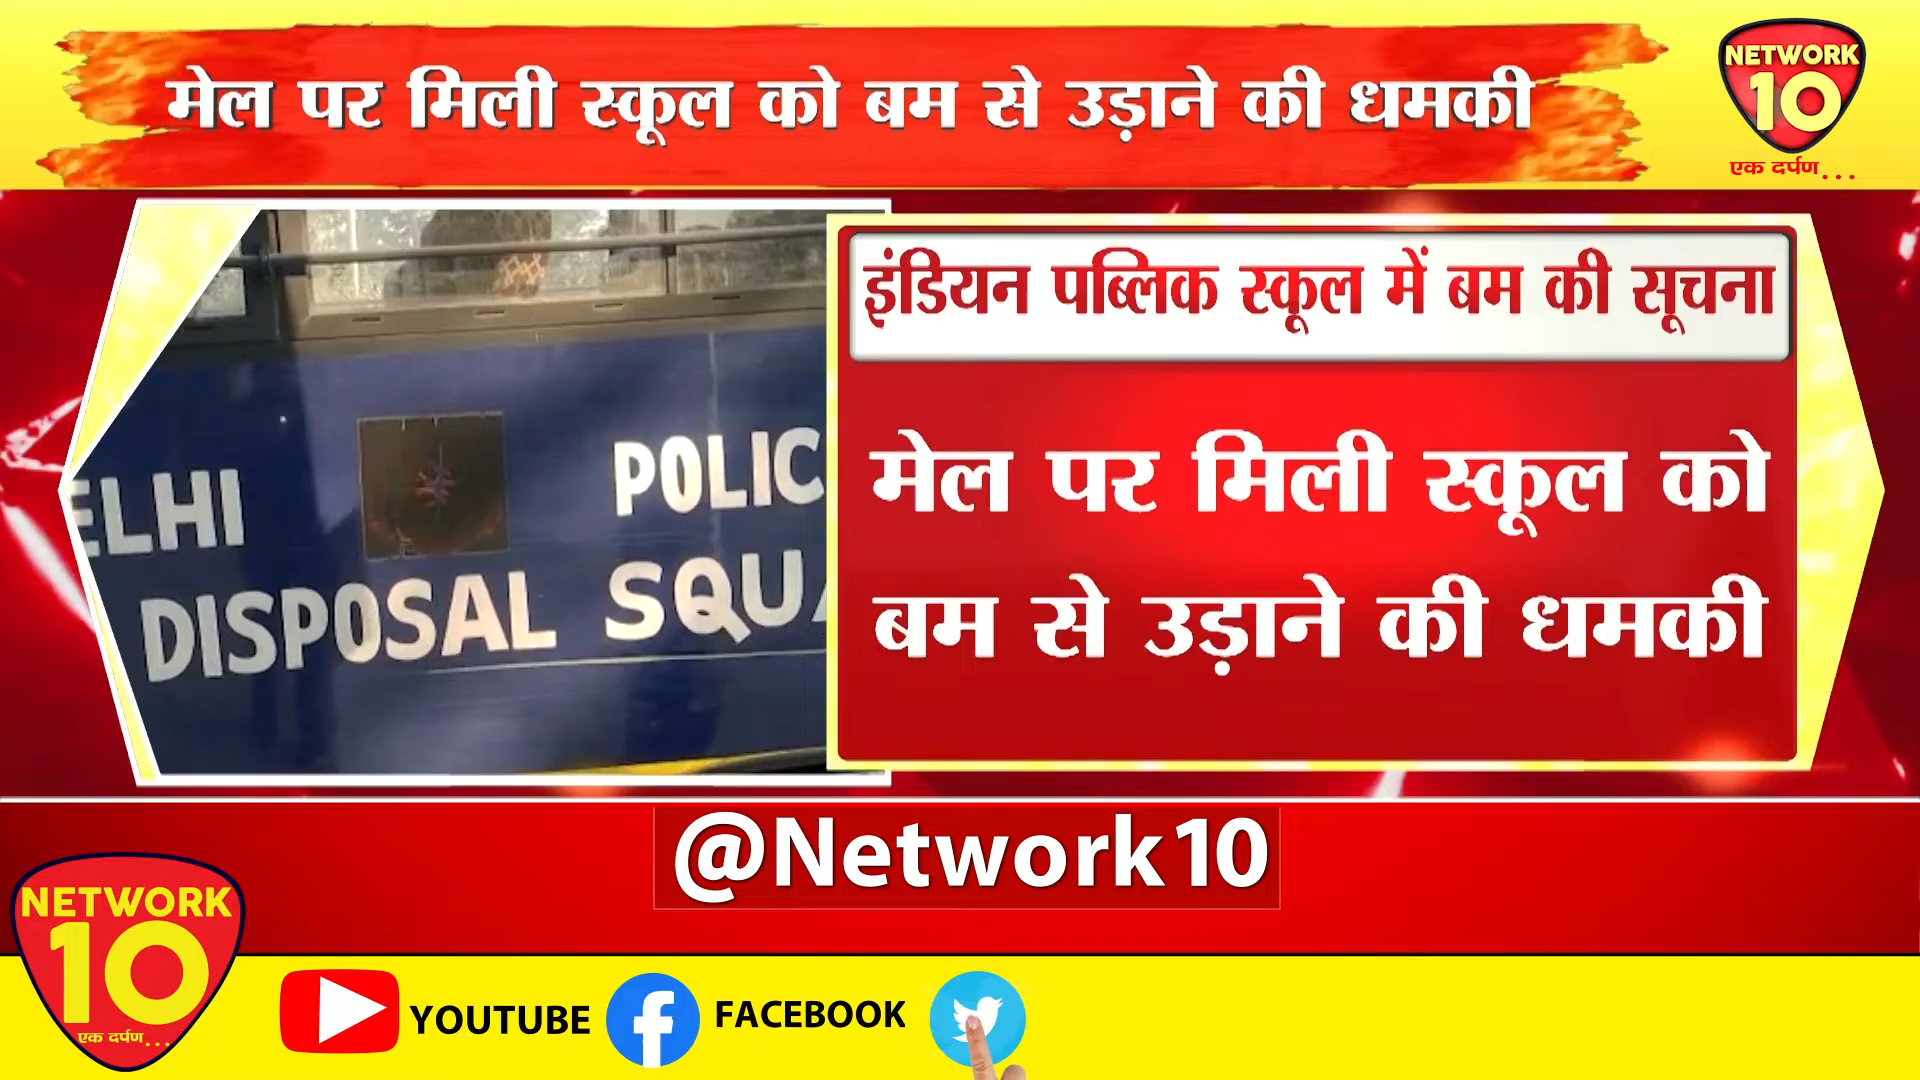 मेल पर मिली स्कूल को बम से उड़ाने की धमकी
NETWORK
10
एक दर्पण...
इंडियन पब्लिक स्कूल में बम की सूचना
मेल पर मिली स्कूल को
बम से उड़ाने की धमकी
ELHI POLIC
DISPOSAL SQUA
@Network10
NETWORK
10
एक दर्पण...
YOUTUBE FACEBOOK